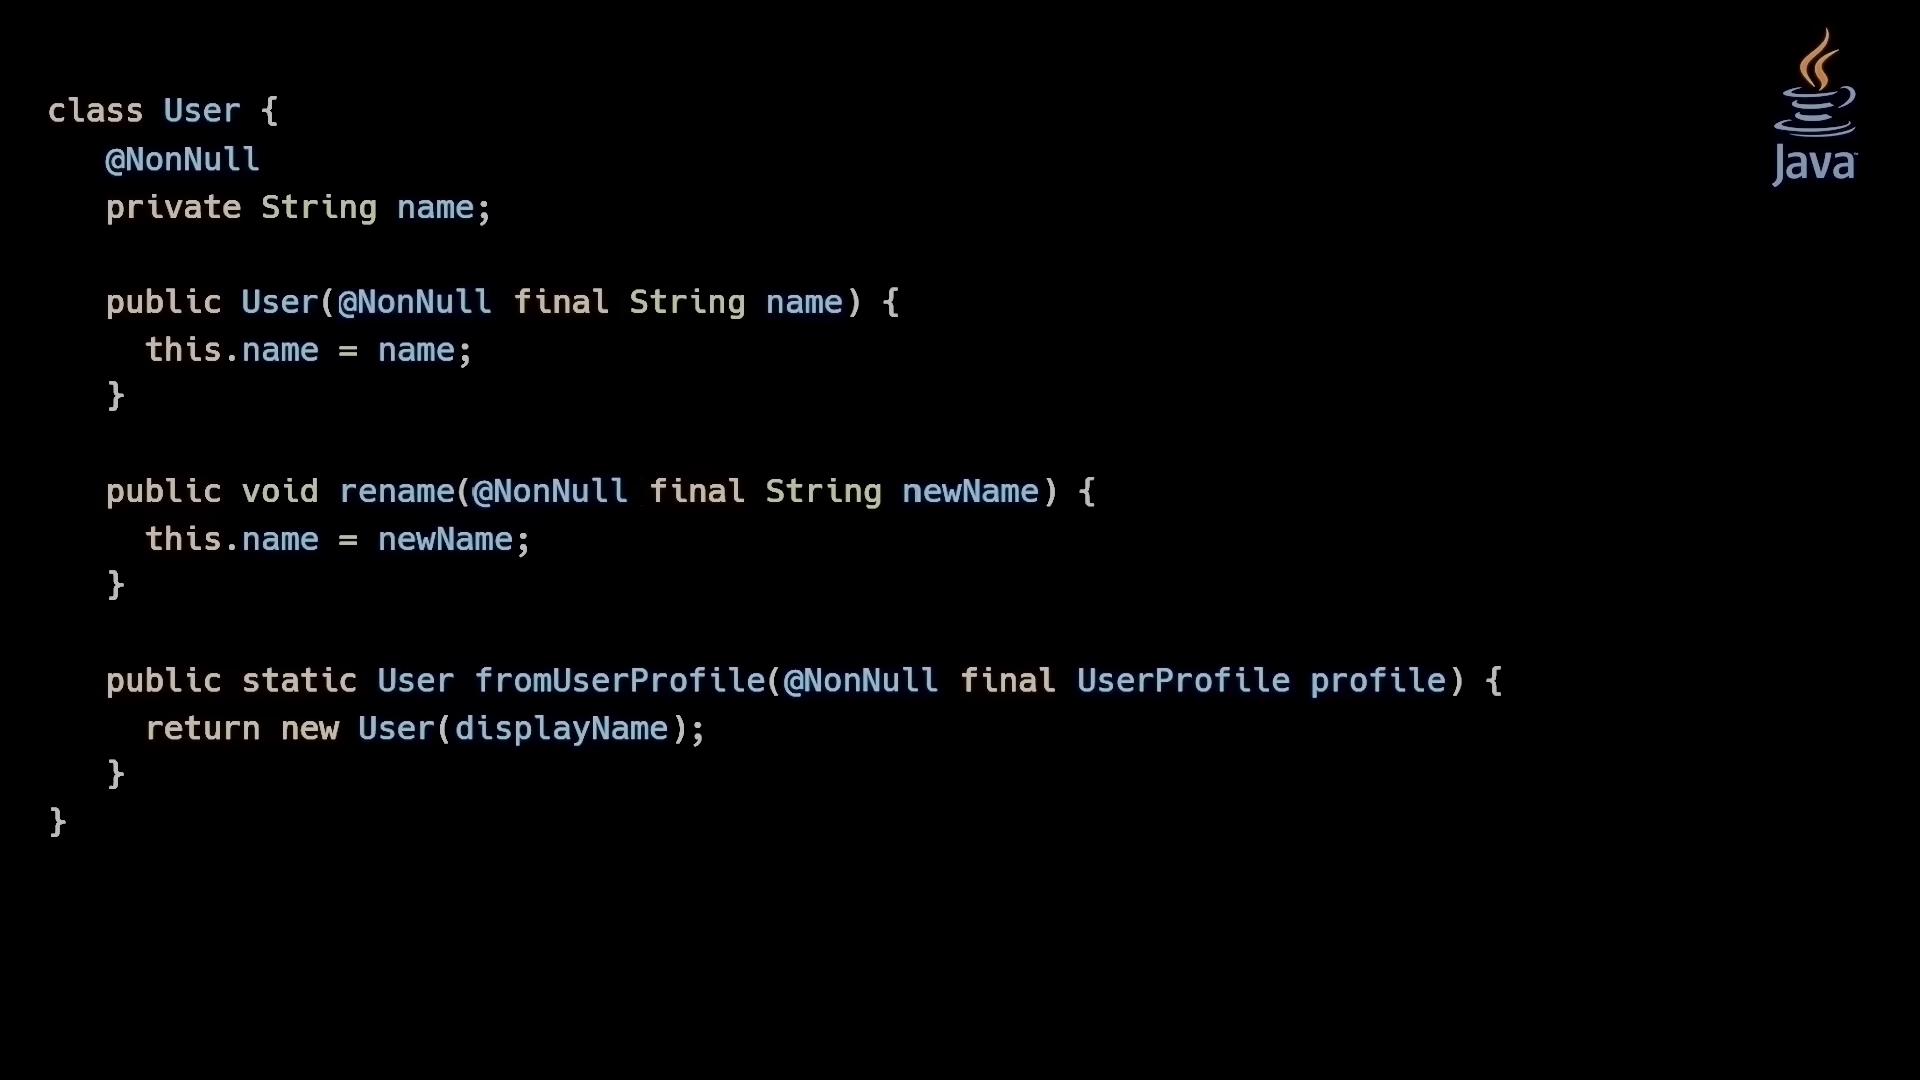 class User {
   @NonNull
   private String name;

   public User(@NonNull final String name) {
     this.name = name;
   }

   public void rename(@NonNull final String newName) {
     this.name = newName;
   }

   public static User fromUserProfile(@NonNull final UserProfile profile) {
     return new User(displayName);
   }
}
Java™